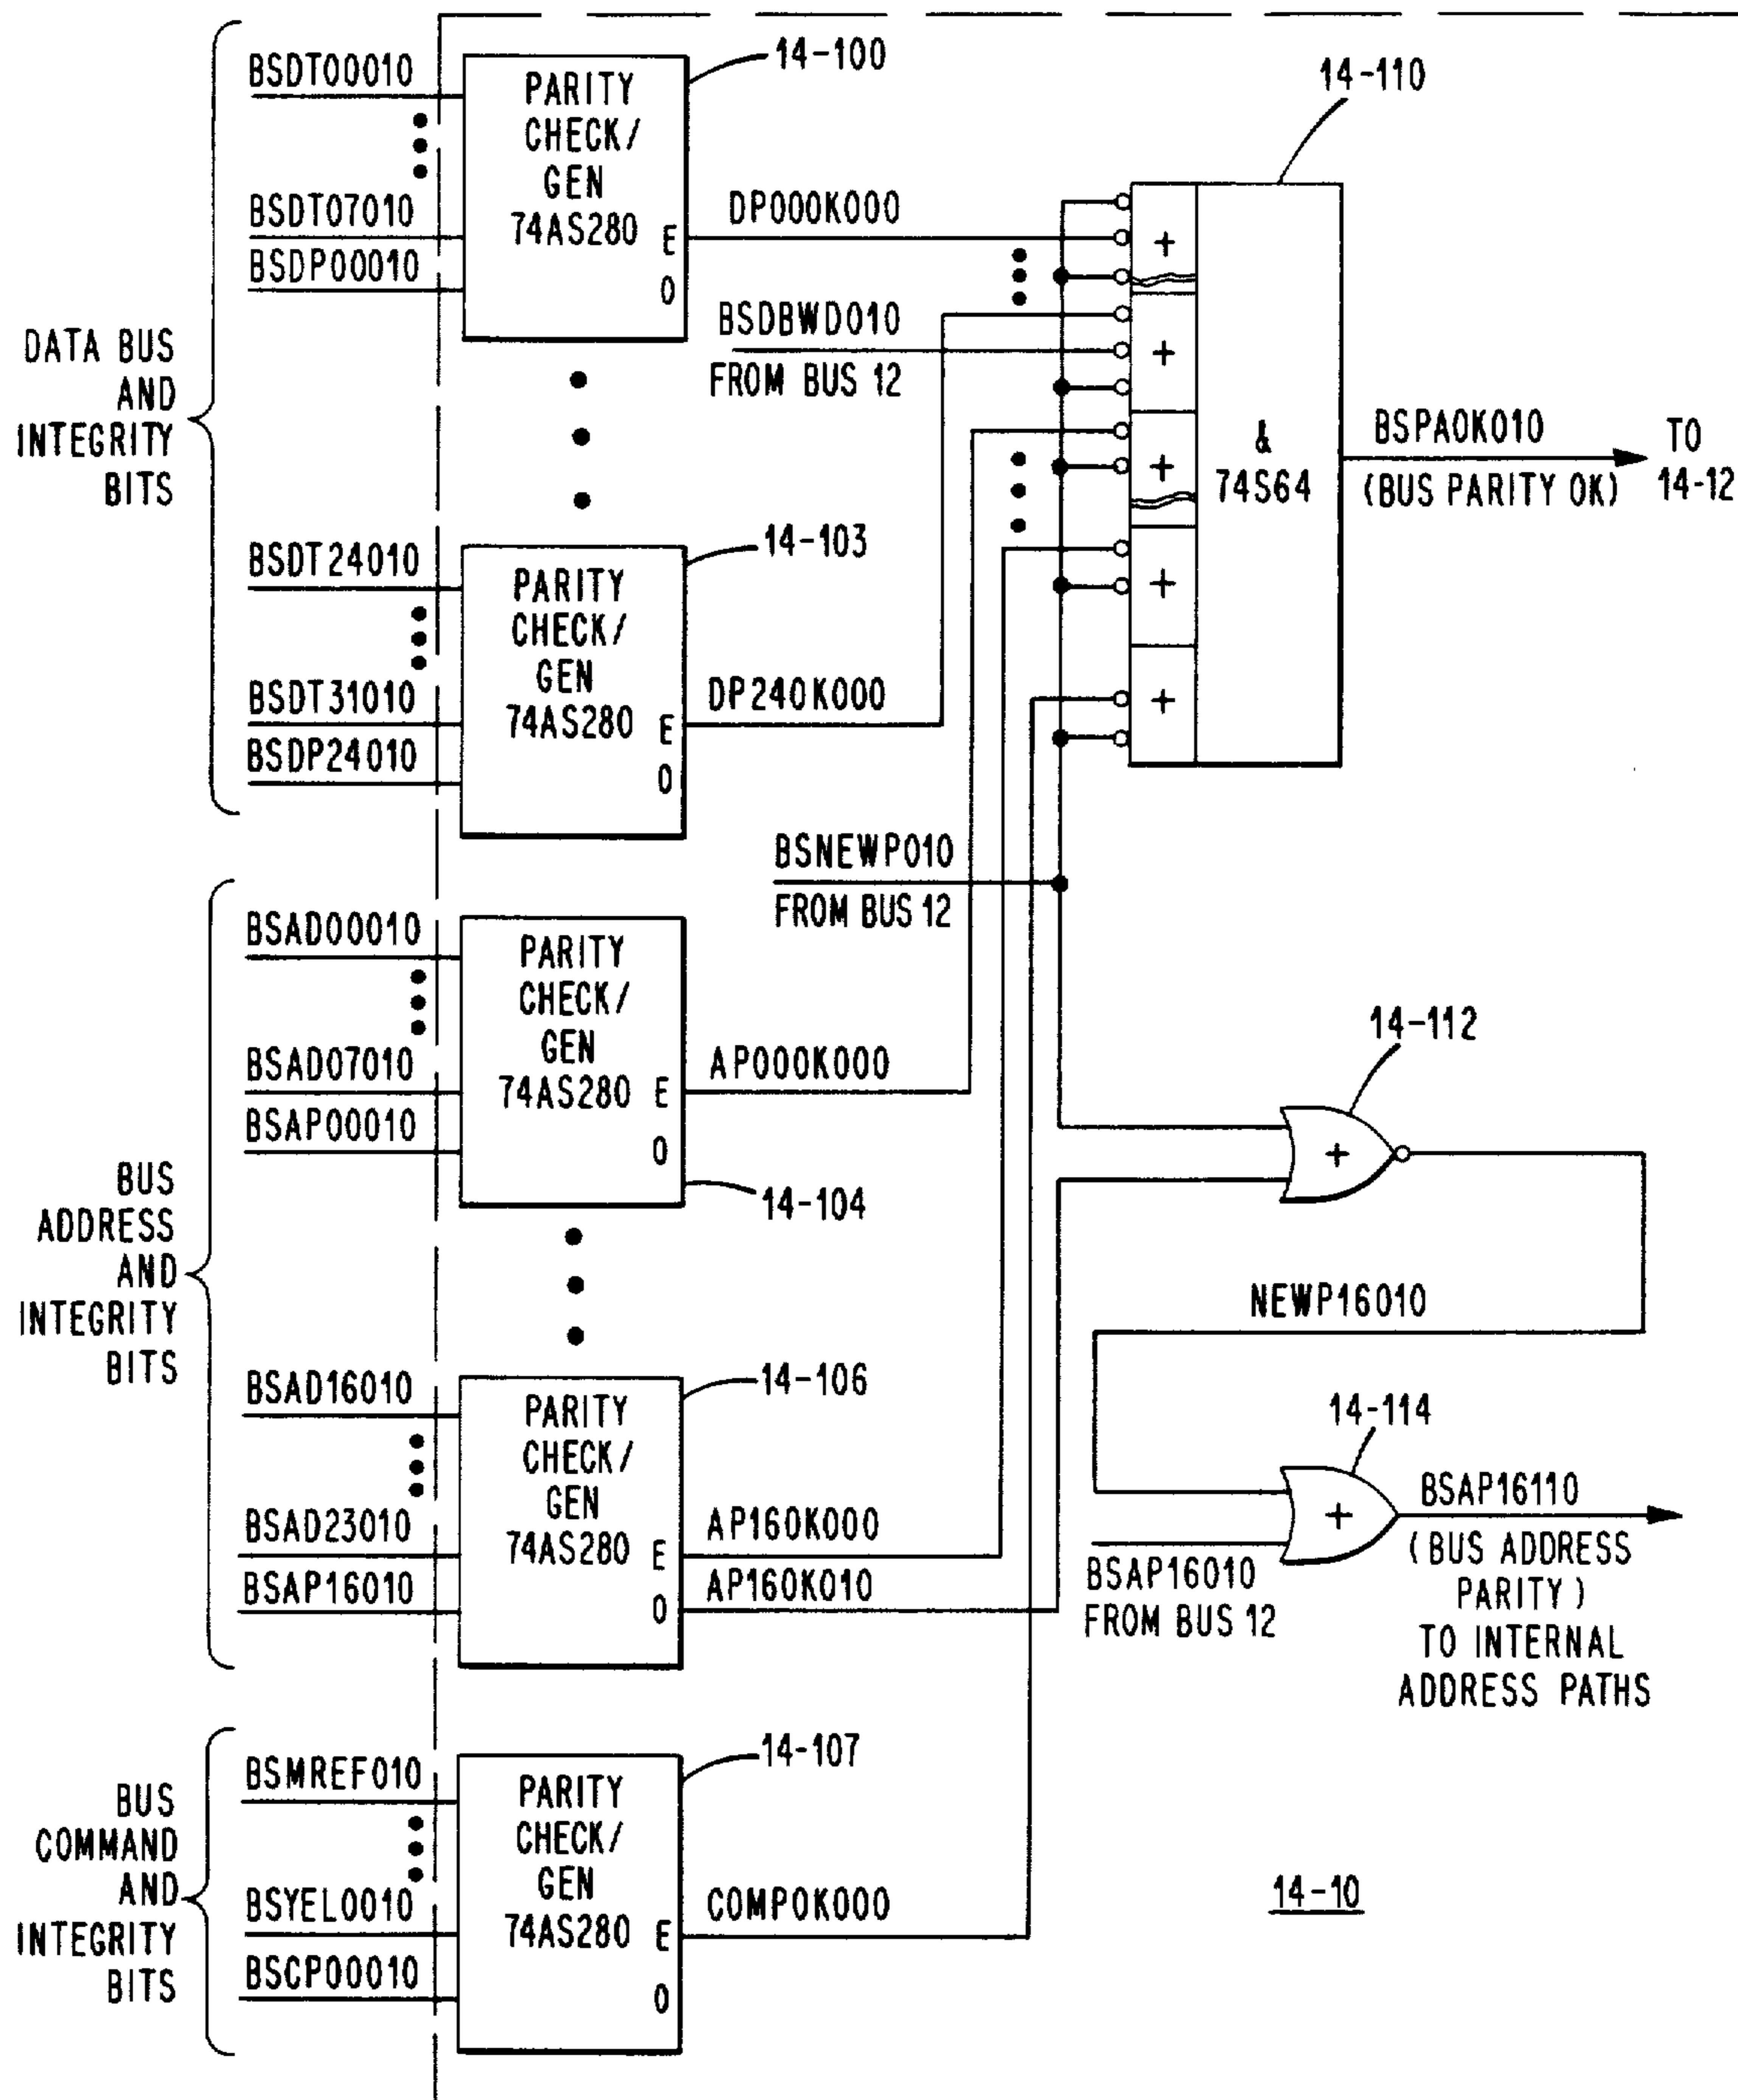 DATA BUS
AND
INTEGRITY
BITS
BSDT00010
BSDT07010
BSDP00010
PARITY
CHECK/
GEN
74AS280
E
O
14-100
DP000K000
BSDBWD010
FROM BUS 12
14-110
+
+
+
+
+
&
74S64
BSPAOK010
(BUS PARITY OK)
TO
14-12
BSDT24010
BSDT31010
BSDP24010
PARITY
CHECK/
GEN
74AS280
E
O
14-103
DP240K000
BSNEWP010
FROM BUS 12
BUS
ADDRESS
AND
INTEGRITY
BITS
BSAD00010
BSAD07010
BSAP00010
PARITY
CHECK/
GEN
74AS280
E
O
14-104
AP000K000
14-112
+
NEWP16010
BSAD16010
BSAD23010
BSAP16010
PARITY
CHECK/
GEN
74AS280
E
O
14-106
AP160K000
AP160K010
14-114
+
BSAP16010
FROM BUS 12
BSAP16110
(BUS ADDRESS
PARITY)
TO INTERNAL
ADDRESS PATHS
BUS
COMMAND
AND
INTEGRITY
BITS
BSMREF010
BSYEL0010
BSCP00010
PARITY
CHECK/
GEN
74AS280
E
O
14-107
COMPOK000
14-10